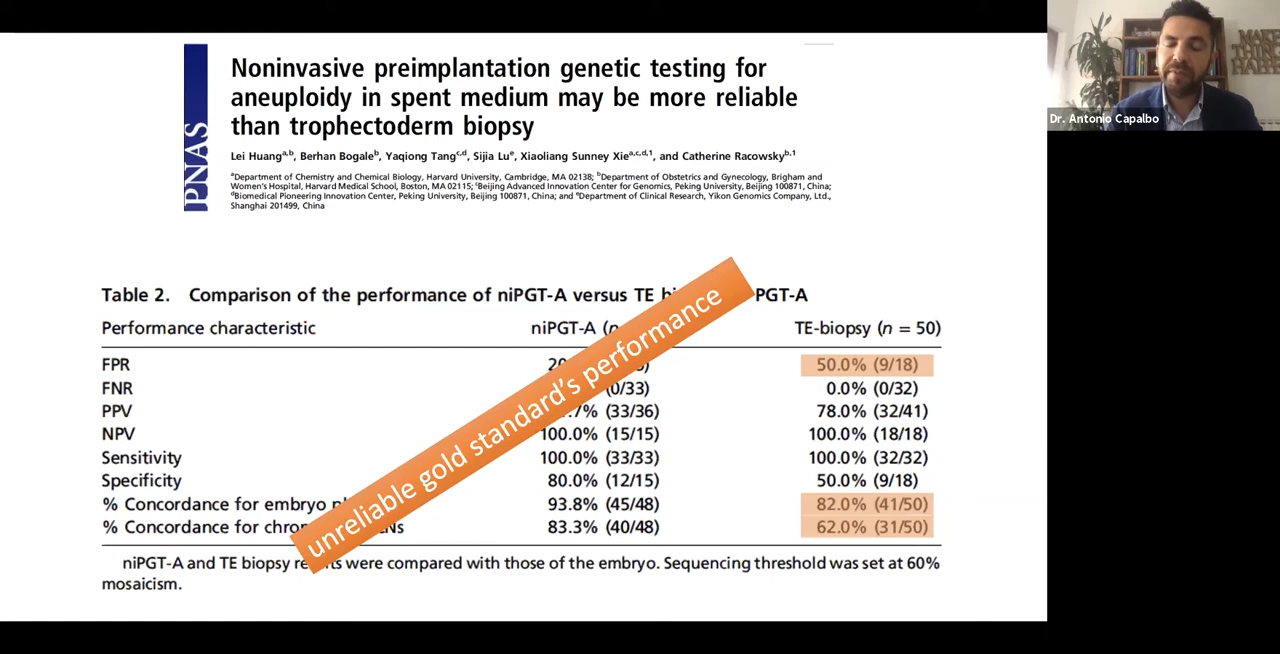 PNAS
Noninvasive preimplantation genetic testing for
aneuploidy in spent medium may be more reliable
than trophectoderm biopsy
Lei Huang^a,b, Berhan Bogale^b, Yaqiong Tang^c,d, Sijia Lu^e, Xiaoliang Sunney Xie^a,c,d,1, and Catherine Racowsky^b,1
^aDepartment of Chemistry and Chemical Biology, Harvard University, Cambridge, MA 02138; ^bDepartment of Obstetrics and Gynecology, Brigham and
Women's Hospital, Harvard Medical School, Boston, MA 02115; ^cBeijing Advanced Innovation Center for Genomics, Peking University, Beijing 100871, China;
^dBiomedical Pioneering Innovation Center, Peking University, Beijing 100871, China; and ^eDepartment of Clinical Research, Yikon Genomics Company, Ltd.,
Shanghai 201499, China
Dr. Antonio Capalbo
MAKE
THING
HAPPE
Table 2. Comparison of the performance of niPGT-A versus TE PGT-A
Performance characteristic niPGT-A TE-biopsy (n = 50)
FPR 50.0% (9/18)
FNR (0/33) 0.0% (0/32)
PPV (33/36) 78.0% (32/41)
NPV 100.0% (15/15) 100.0% (18/18)
Sensitivity 100.0% (33/33) 100.0% (32/32)
Specificity 80.0% (12/15) 50.0% (9/18)
% Concordance for embryo 93.8% (45/48) 82.0% (41/50)
% Concordance for 83.3% (40/48) 62.0% (31/50)
unreliable gold standard's performance
niPGT-A and TE biopsy were compared with those of the embryo. Sequencing threshold was set at 60%
mosaicism.